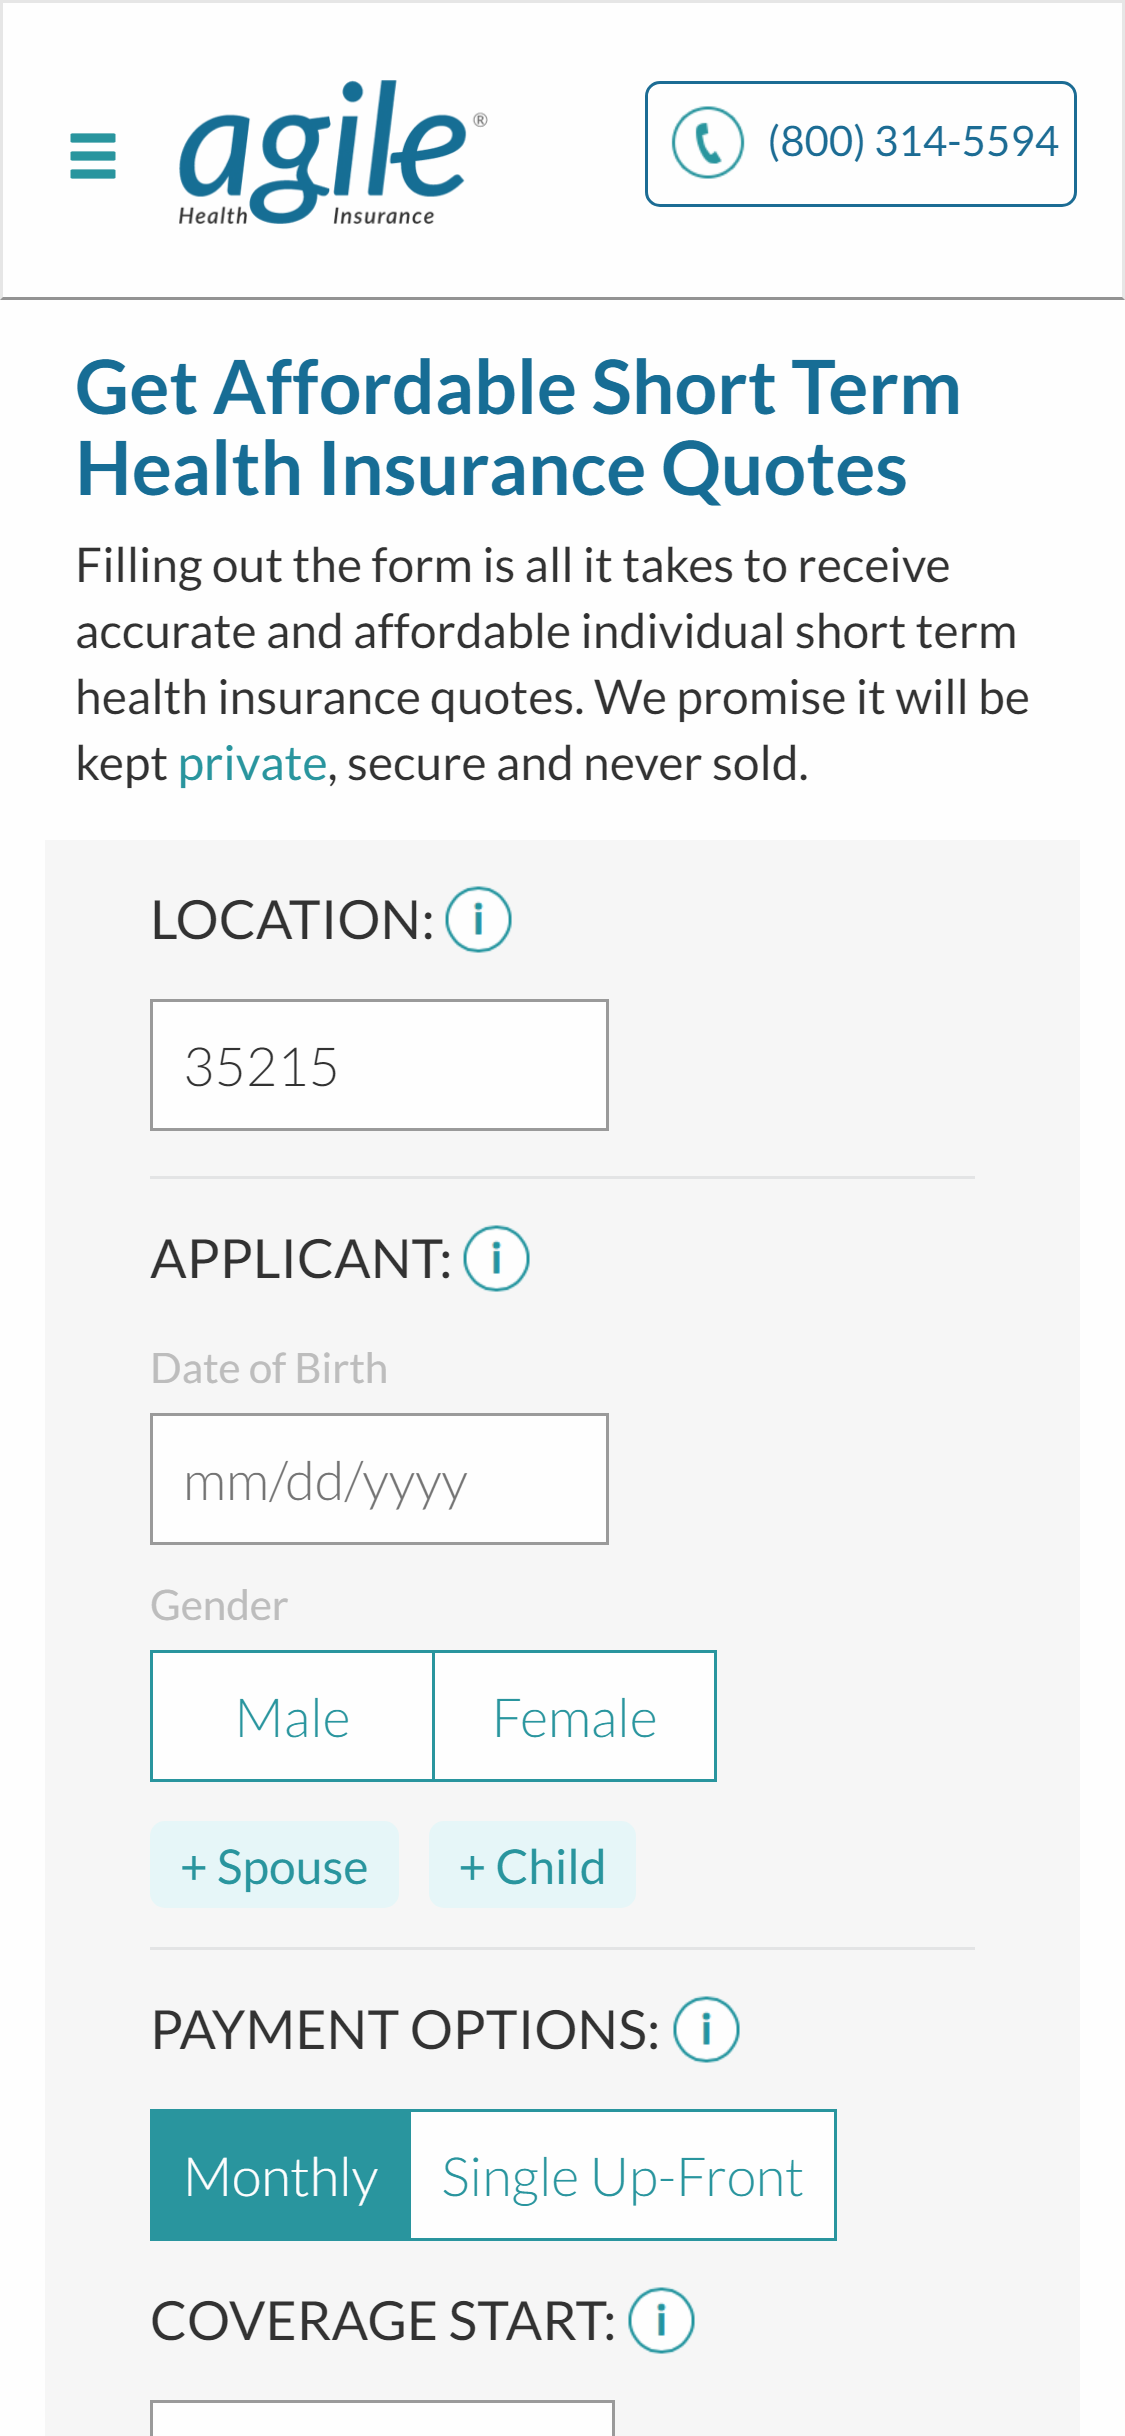 agile®
Health Insurance
(800) 314-5594
Get Affordable Short Term
Health Insurance Quotes
Filling out the form is all it takes to receive
accurate and affordable individual short term
health insurance quotes. We promise it will be
kept private, secure and never sold.
LOCATION: i
35215
APPLICANT: i
Date of Birth
mm/dd/yyyy
Gender
Male Female
+ Spouse + Child
PAYMENT OPTIONS: i
Monthly Single Up-Front
COVERAGE START: i